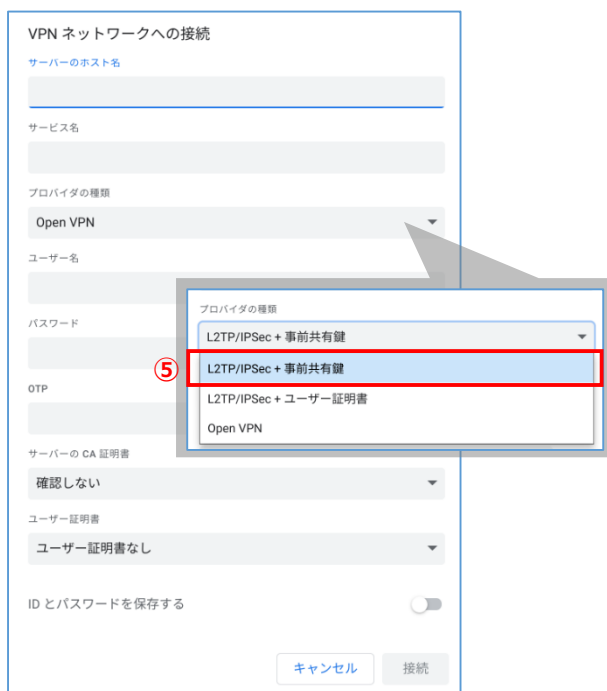 VPN ネットワークへの接続
サーバーのホスト名
サービス名
プロバイダの種類
Open VPN
ユーザー名
パスワード
OTP
サーバーの CA 証明書
確認しない
ユーザー証明書
ユーザー証明書なし
ID とパスワードを保存する
キャンセル
接続
プロバイダの種類
L2TP/IPSec + 事前共有鍵
⑤
L2TP/IPSec + 事前共有鍵
L2TP/IPSec + ユーザー証明書
Open VPN